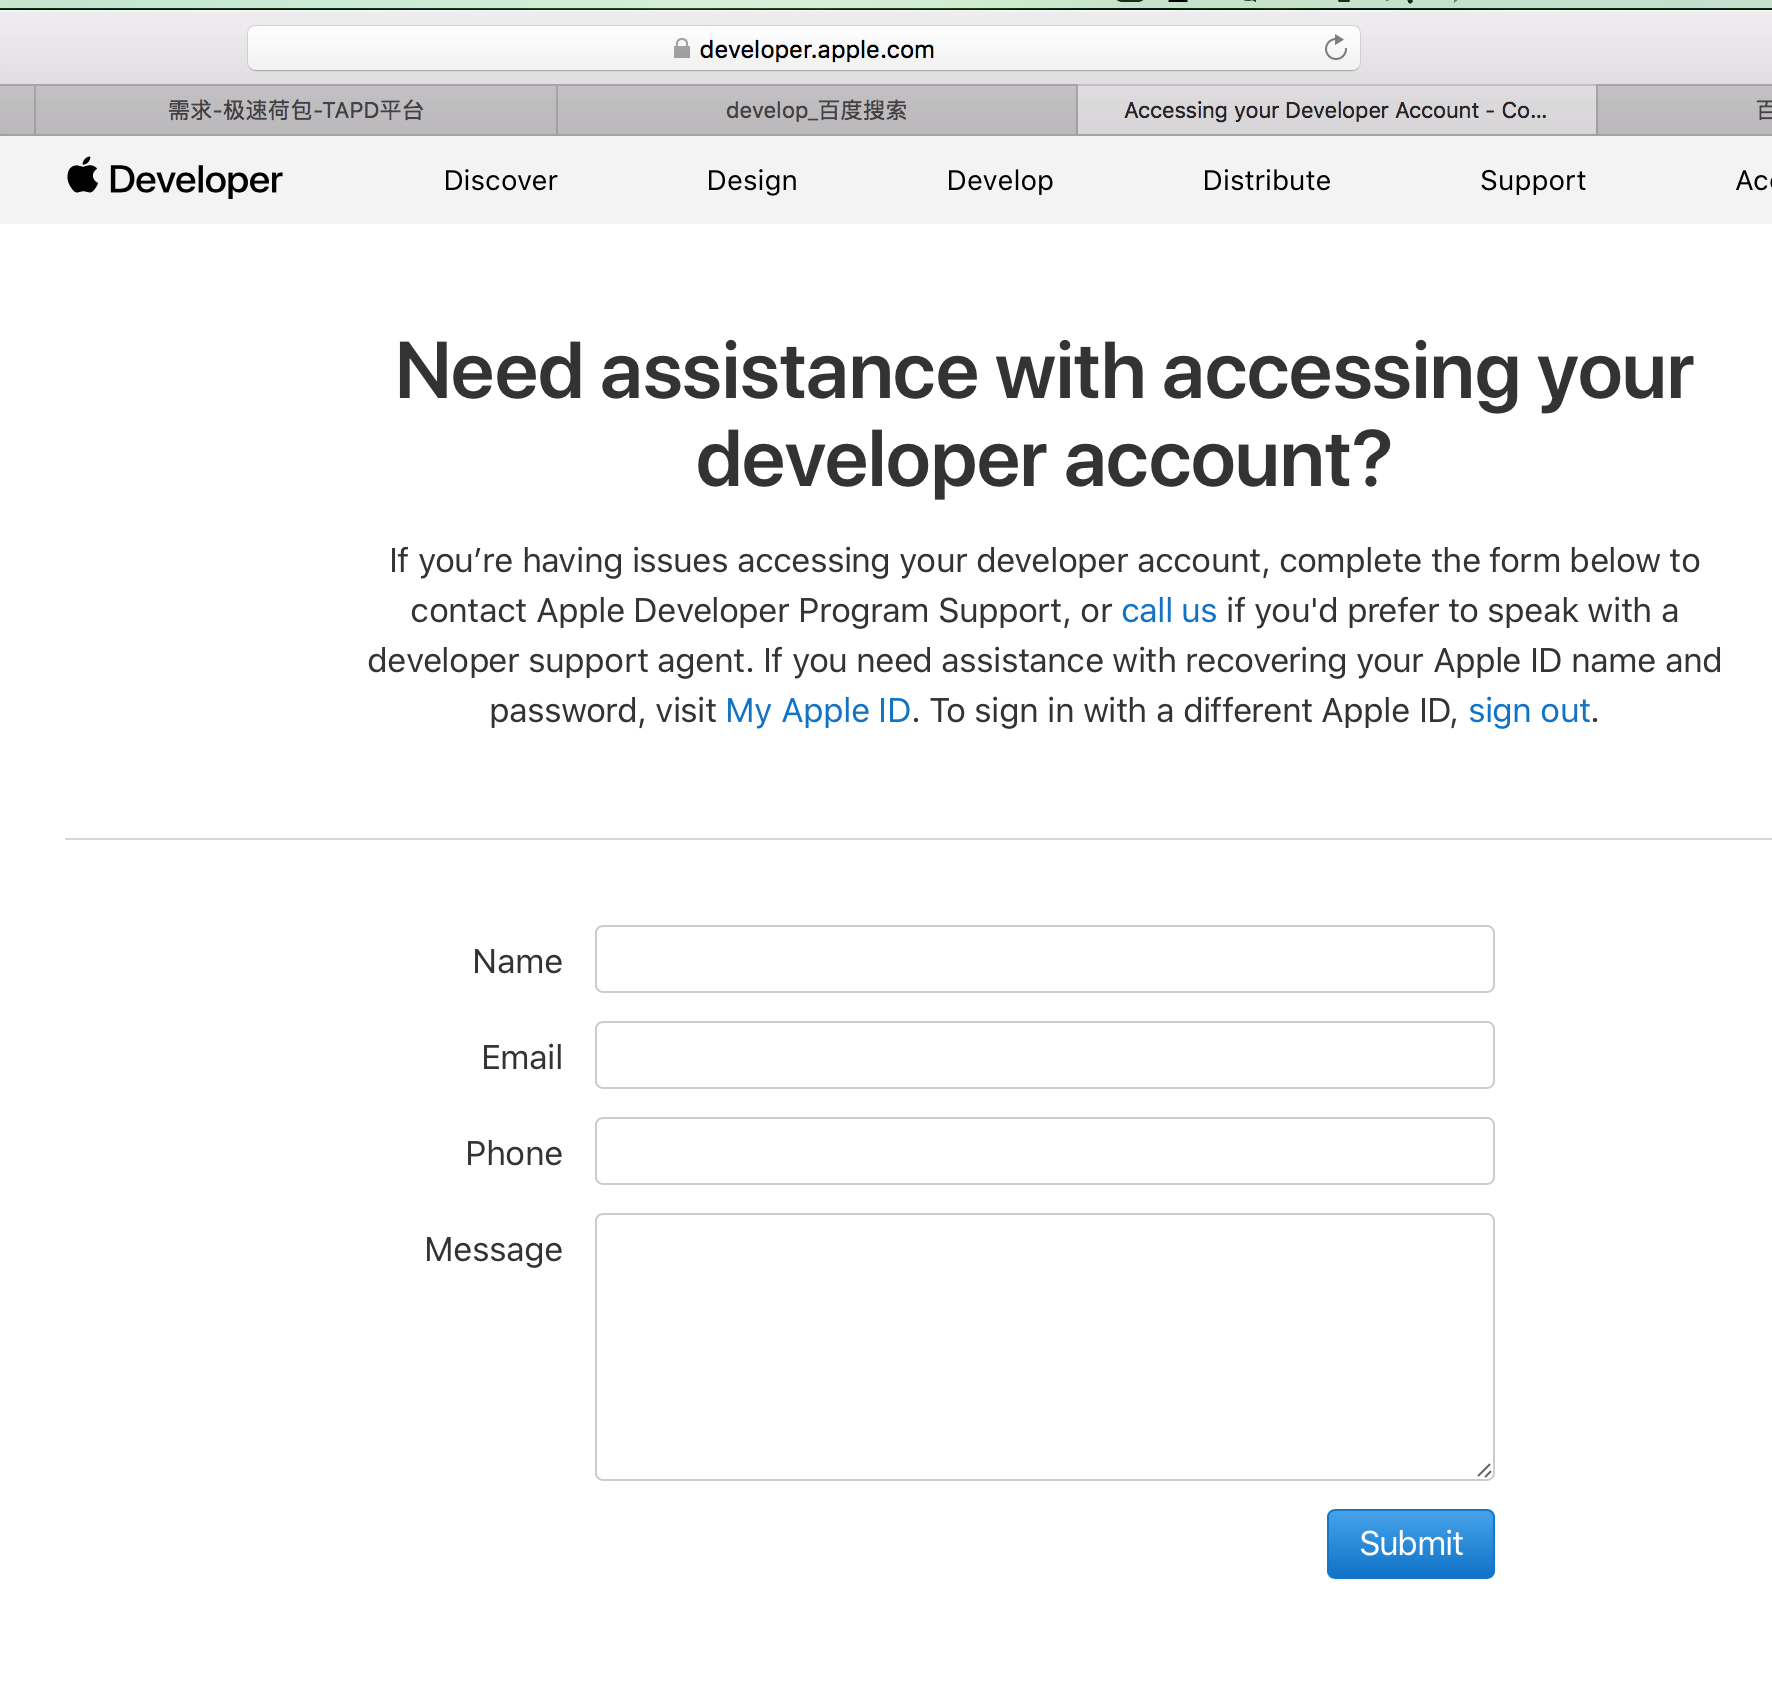 developer.apple.com
需求-极速荷包-TAPD平台
develop_百度搜索
Accessing your Developer Account - Co...
Developer
Discover
Design
Develop
Distribute
Support
Need assistance with accessing your
developer account?
If you’re having issues accessing your developer account, complete the form below to
contact Apple Developer Program Support, or call us if you'd prefer to speak with a
developer support agent. If you need assistance with recovering your Apple ID name and
password, visit My Apple ID. To sign in with a different Apple ID, sign out.
Name
Email
Phone
Message
Submit